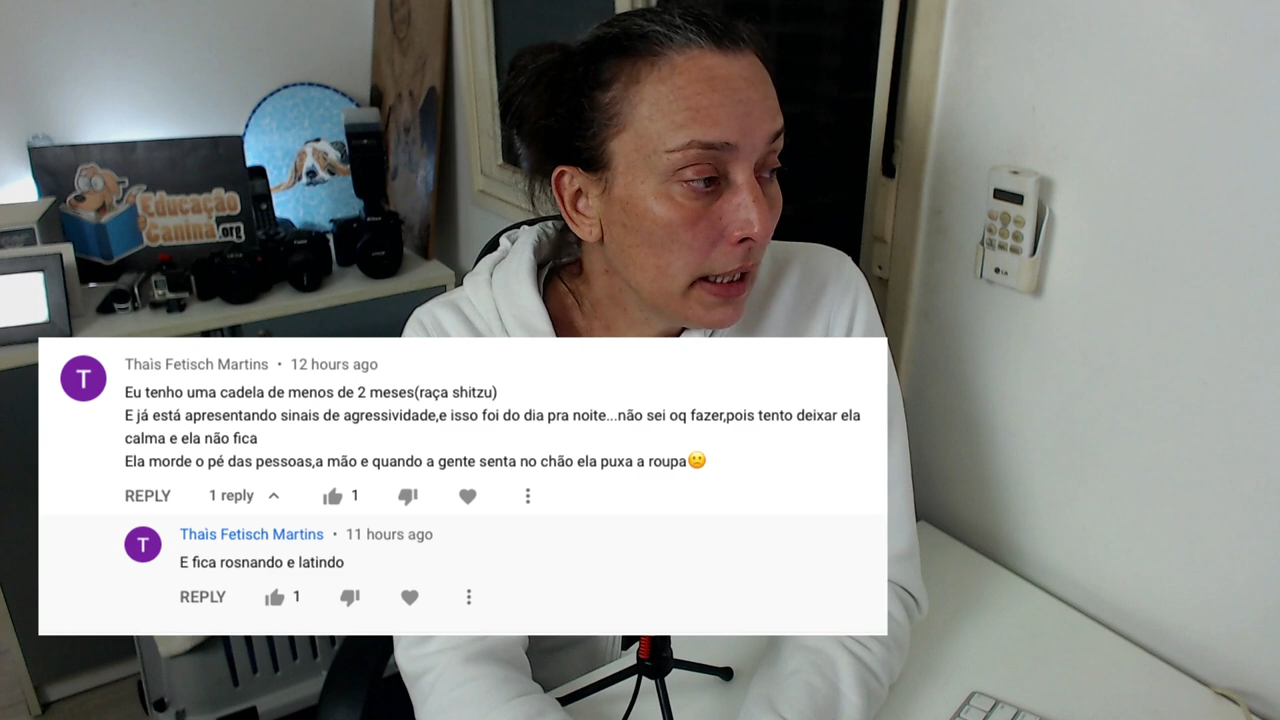 Educação
Canina.org
LG
Thaìs Fetisch Martins • 12 hours ago
Eu tenho uma cadela de menos de 2 meses(raça shitzu)
E já está apresentando sinais de agressividade,e isso foi do dia pra noite...não sei oq fazer,pois tento deixar ela
calma e ela não fica
Ela morde o pé das pessoas,a mão e quando a gente senta no chão ela puxa a roupa🙁
REPLY 1 reply 1
Thaìs Fetisch Martins • 11 hours ago
E fica rosnando e latindo
REPLY 1
T
T